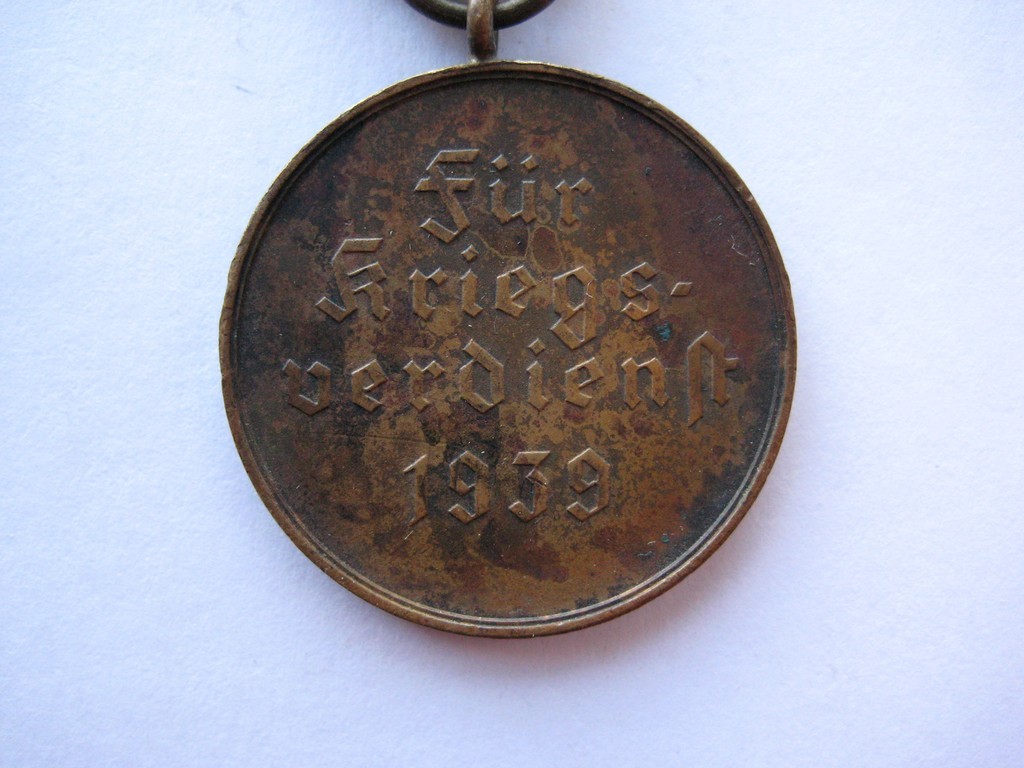 Für
Kriegs-
verdienst
1939